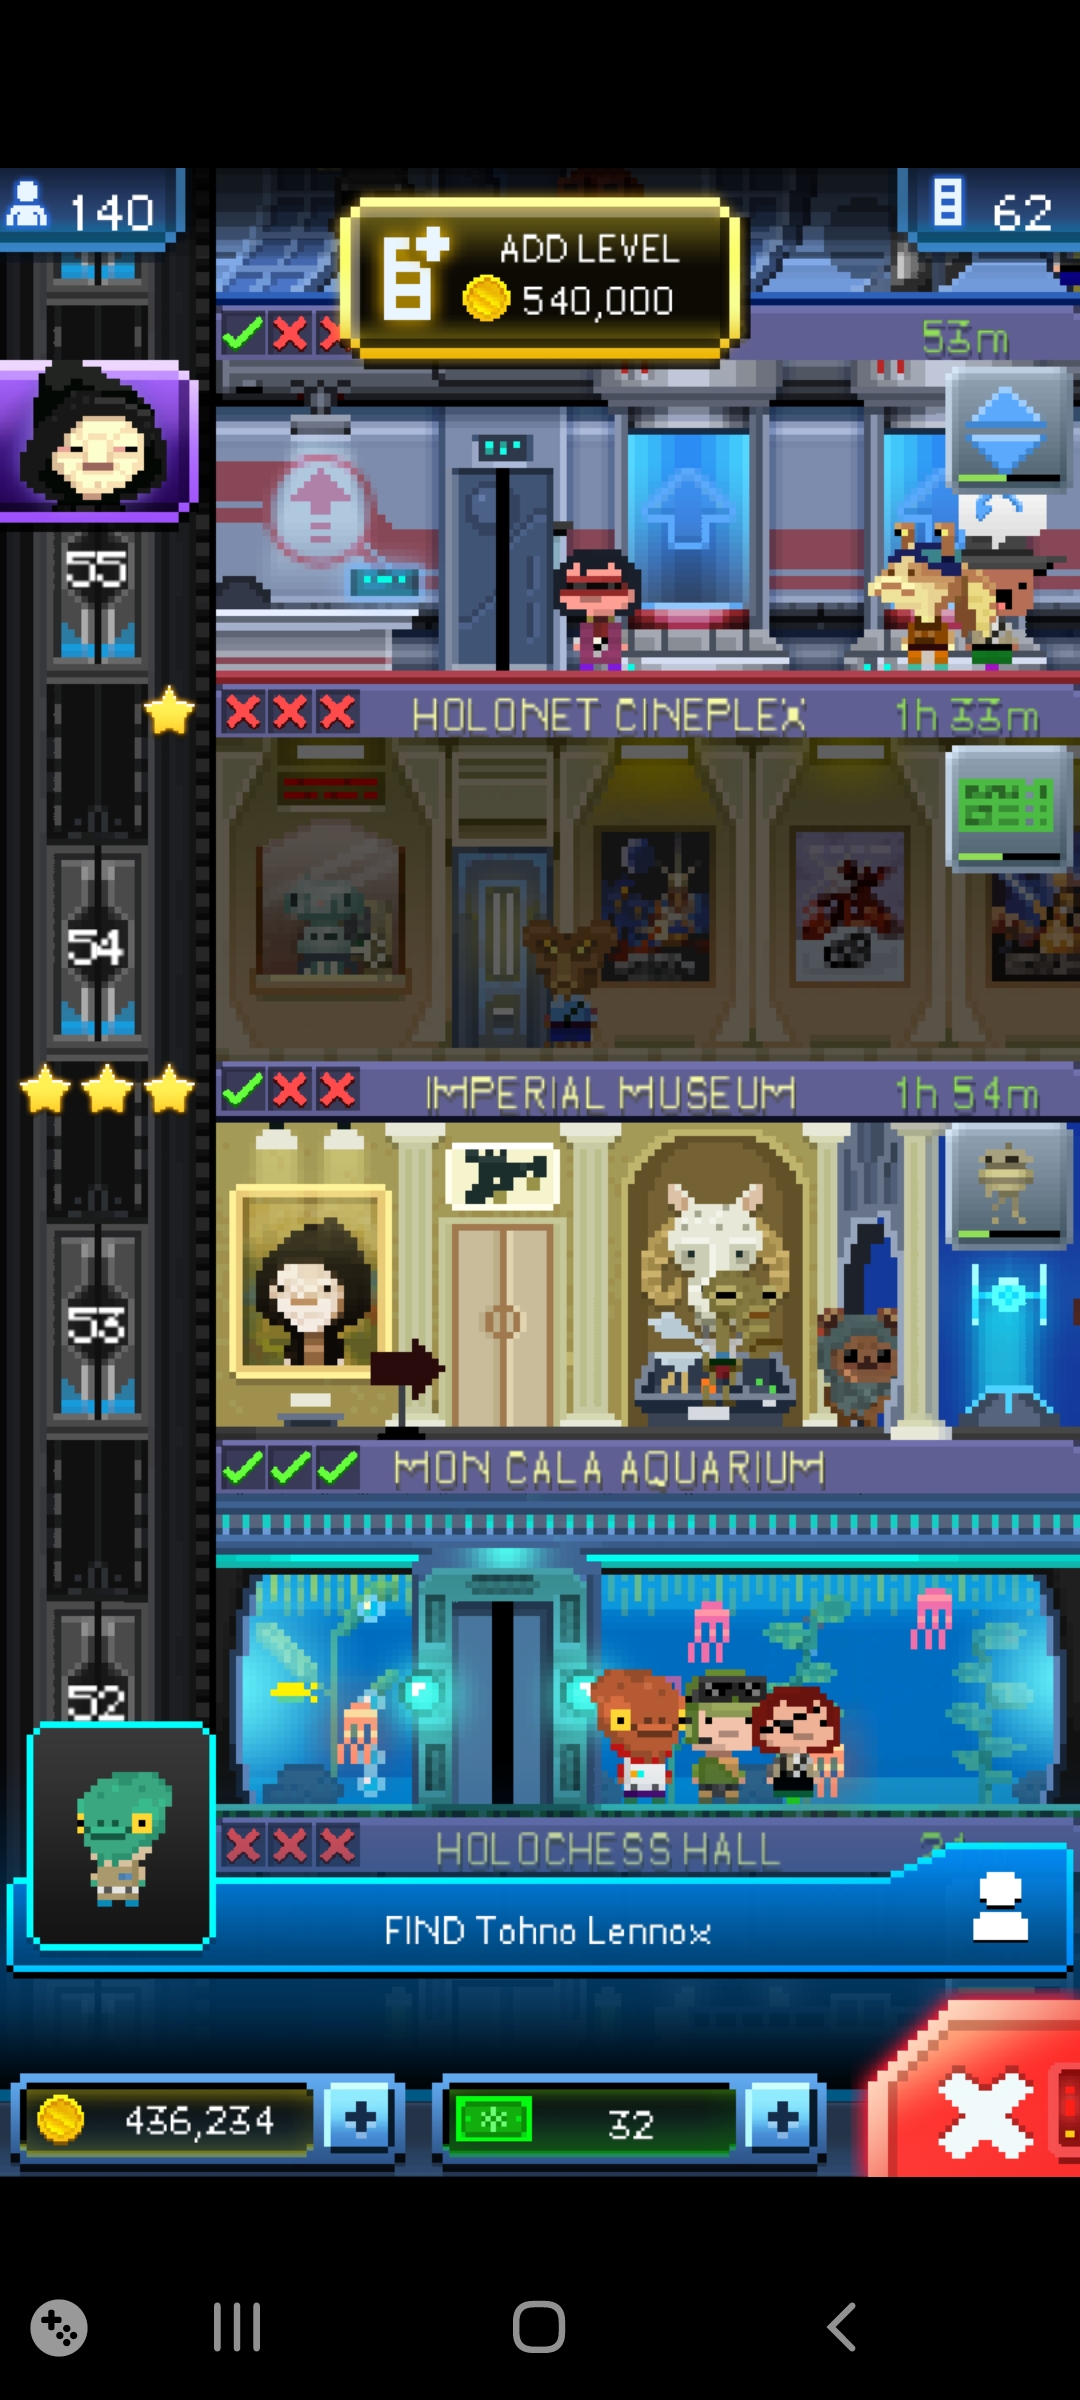 140
62
ADD LEVEL
540,000
53m
55
HOLONET CINEPLEX 1h 33m
54
IMPERIAL MUSEUM 1h 54m
53
MON CALA AQUARIUM
52
HOLOCHESS HALL
FIND Tohno Lennox
436,234
32